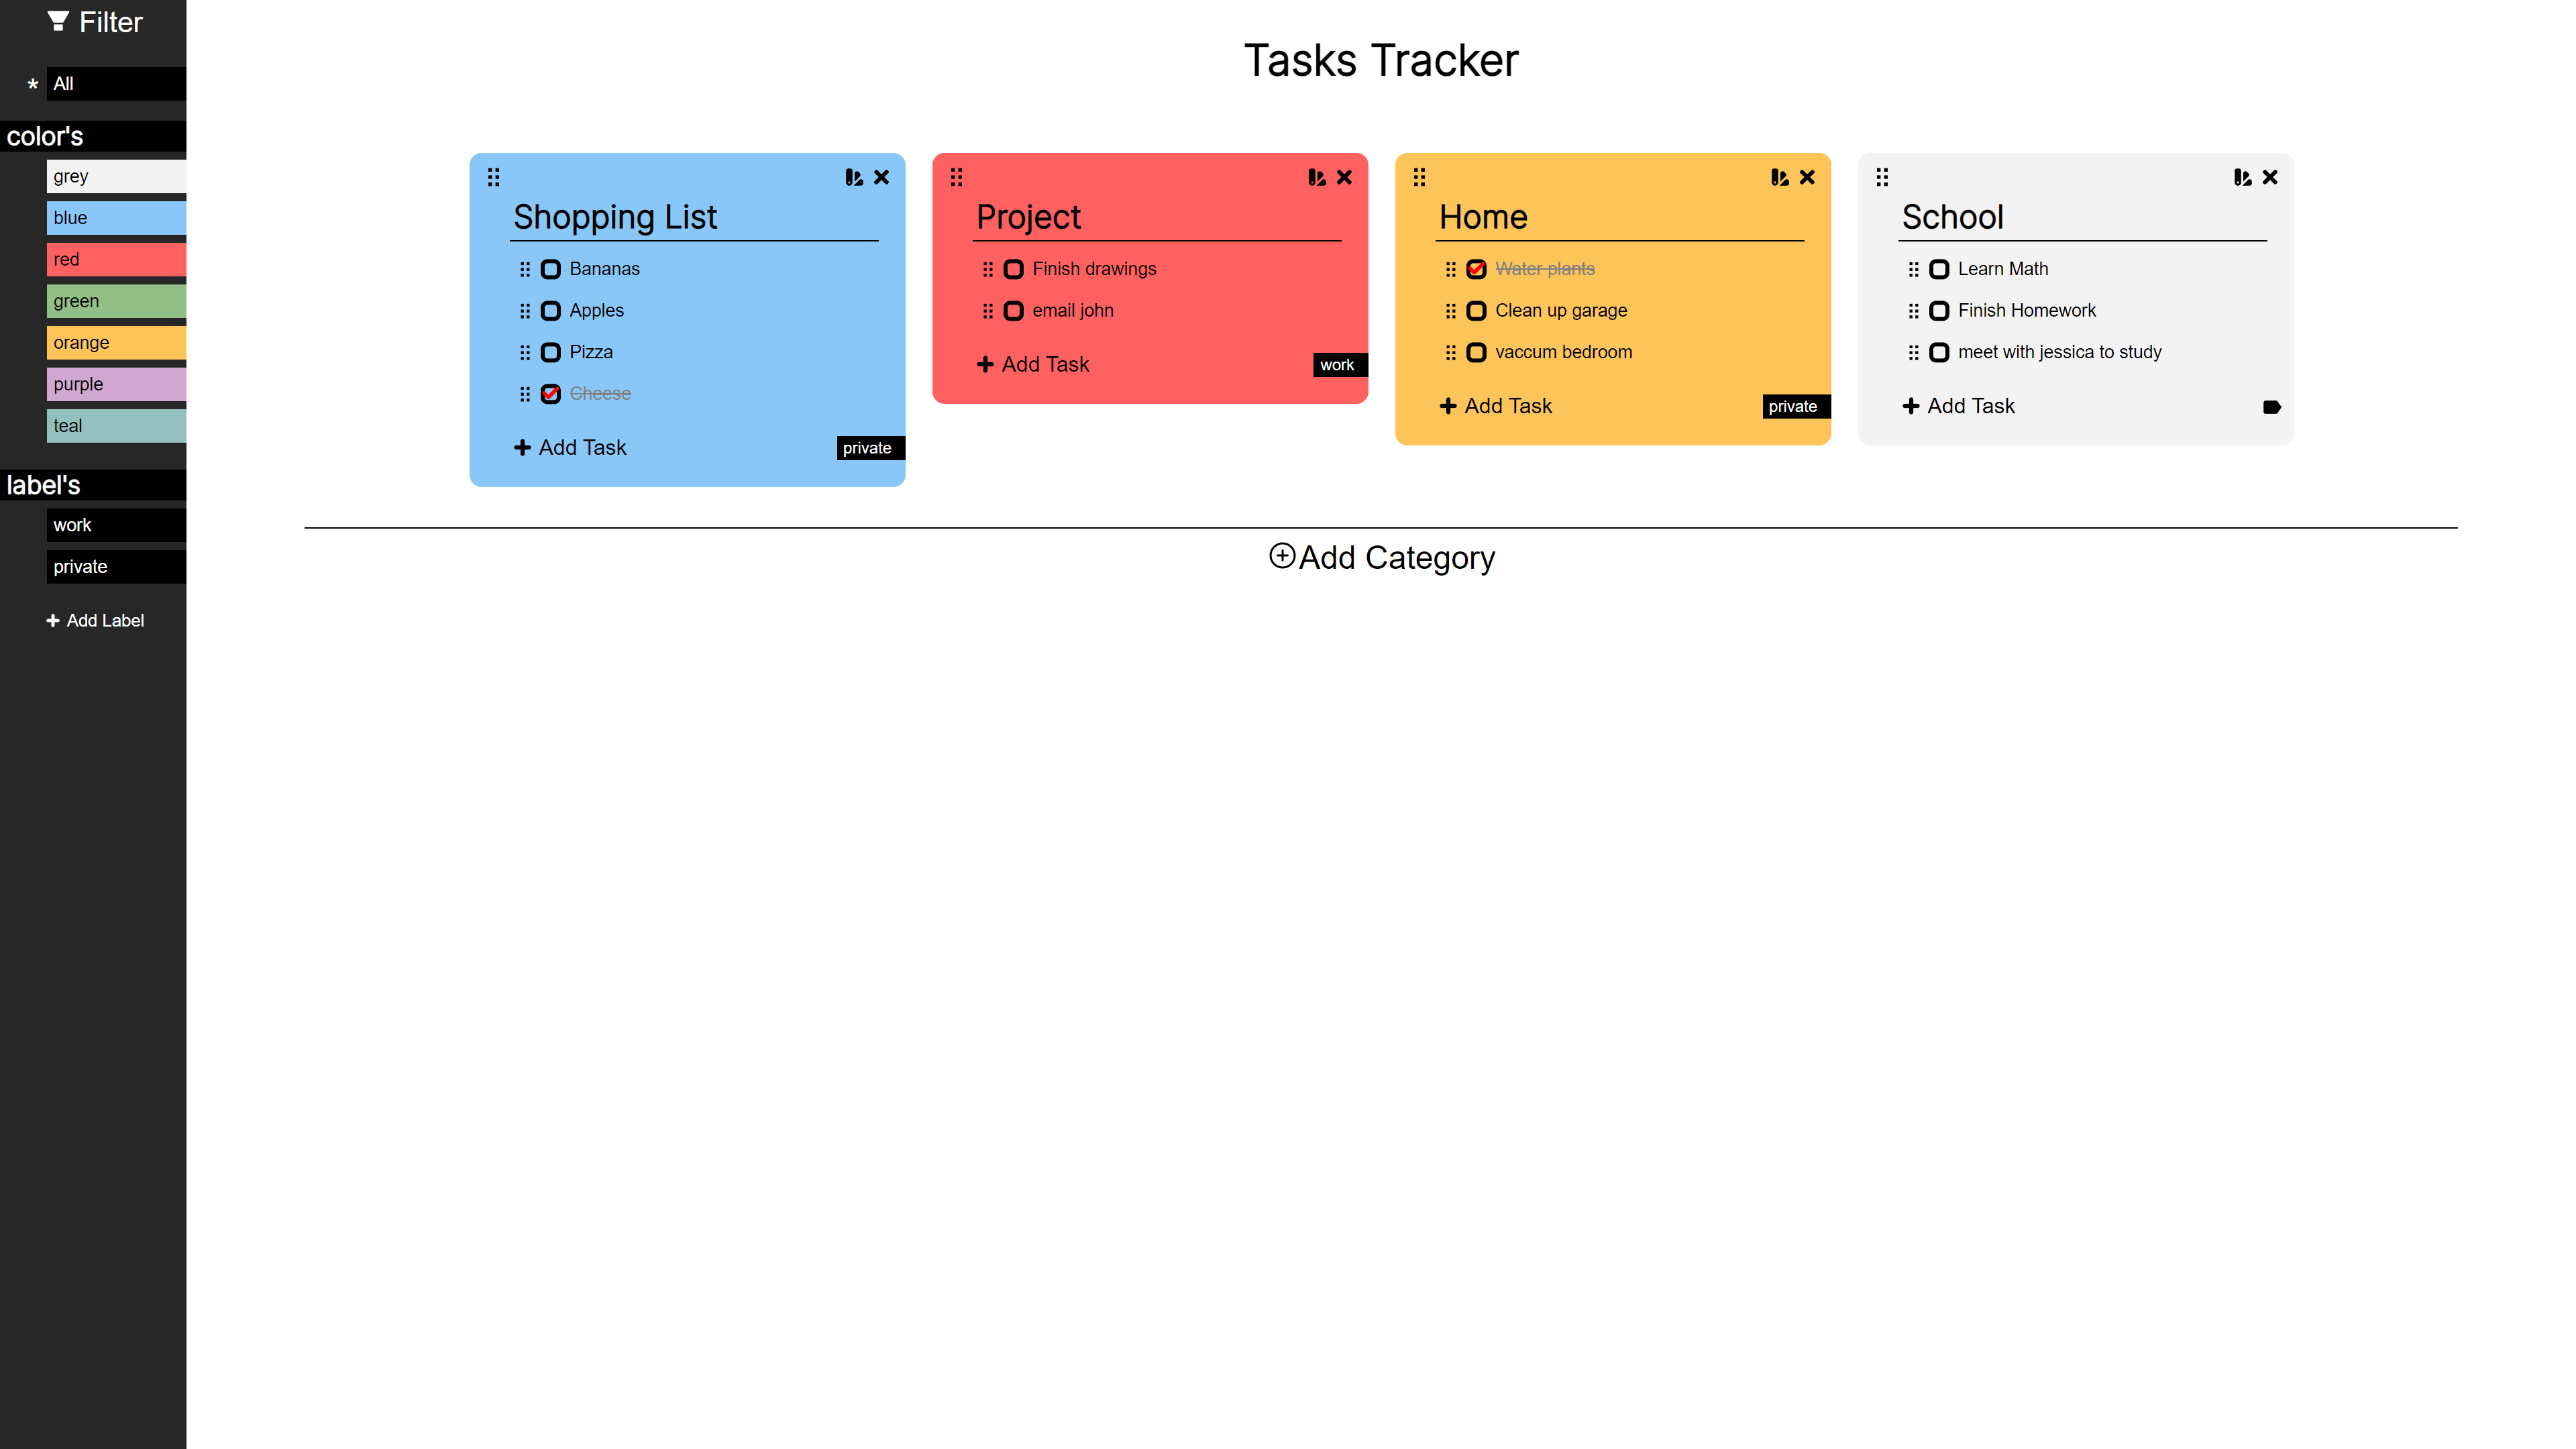 Filter
* All
color's
grey
blue
red
green
orange
purple
teal
label's
work
private
Add Label
Tasks Tracker
Shopping List
Bananas
Apples
Pizza
Cheese
Add Task
private
Project
Finish drawings
email john
Add Task
work
Home
Water plants
Clean up garage
vaccum bedroom
Add Task
private
School
Learn Math
Finish Homework
meet with jessica to study
Add Task
Add Category